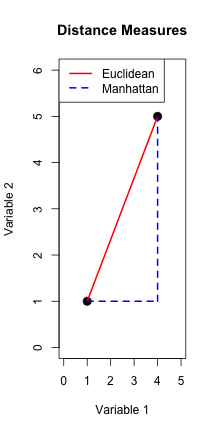 Distance Measures
Euclidean
Manhattan
6
5
4
3
2
1
0
Variable 2
0 1 2 3 4 5
Variable 1